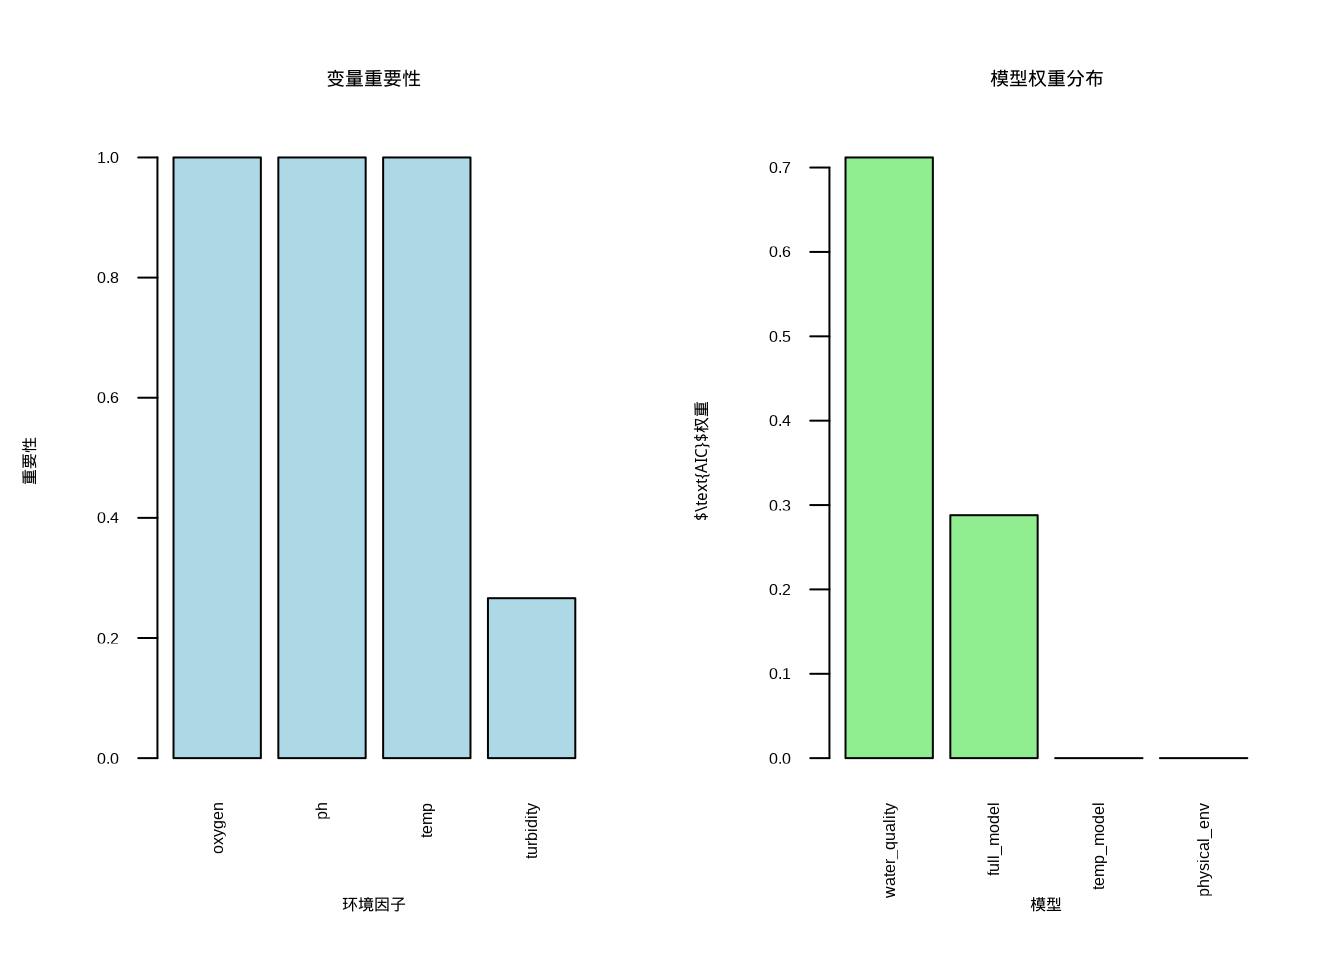 变量重要性
1.0
0.8
0.6
0.4
0.2
0.0
重要性
oxygen
ph
temp
turbidity
环境因子
模型权重分布
0.7
0.6
0.5
0.4
0.3
0.2
0.1
0.0
$\text{AIC}$权重
water_quality
full_model
temp_model
physical_env
模型